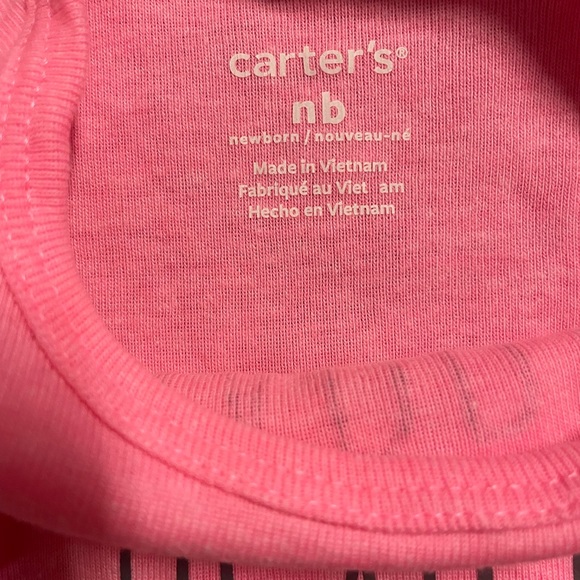 carter's®
nb
newborn / nouveau-né
Made in Vietnam
Fabriqué au Viet am
Hecho en Vietnam